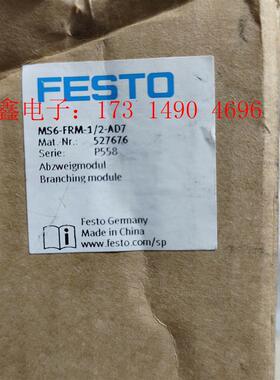 FESTO
鑫电子：173 1490 4696
MS6-FRM-1/2-AD7
Mat.-Nr.: 527676
Serie: P558
Abzweigmodul
Branching module
Festo Germany
Made in China
www.festo.com/sp